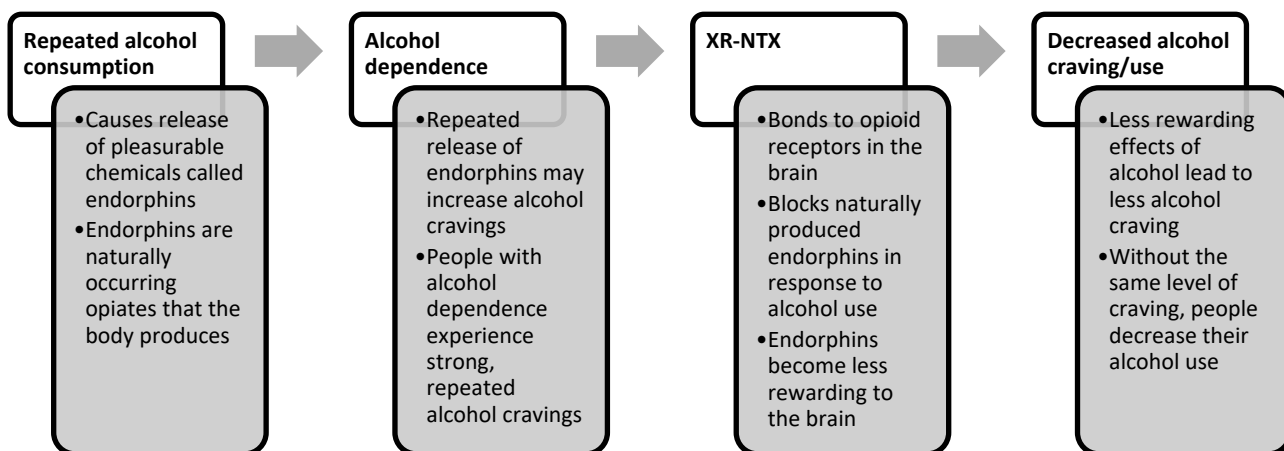 Repeated alcohol
consumption
•Causes release
of pleasurable
chemicals called
endorphins
•Endorphins are
naturally
occurring
opiates that the
body produces
Alcohol
dependence
•Repeated
release of
endorphins may
increase alcohol
cravings
•People with
alcohol
dependence
experience
strong,
repeated
alcohol cravings
XR-NTX
•Bonds to opioid
receptors in the
brain
•Blocks naturally
produced
endorphins in
response to
alcohol use
•Endorphins
become less
rewarding to
the brain
Decreased alcohol
craving/use
•Less rewarding
effects of
alcohol lead to
less alcohol
craving
•Without the
same level of
craving, people
decrease their
alcohol use